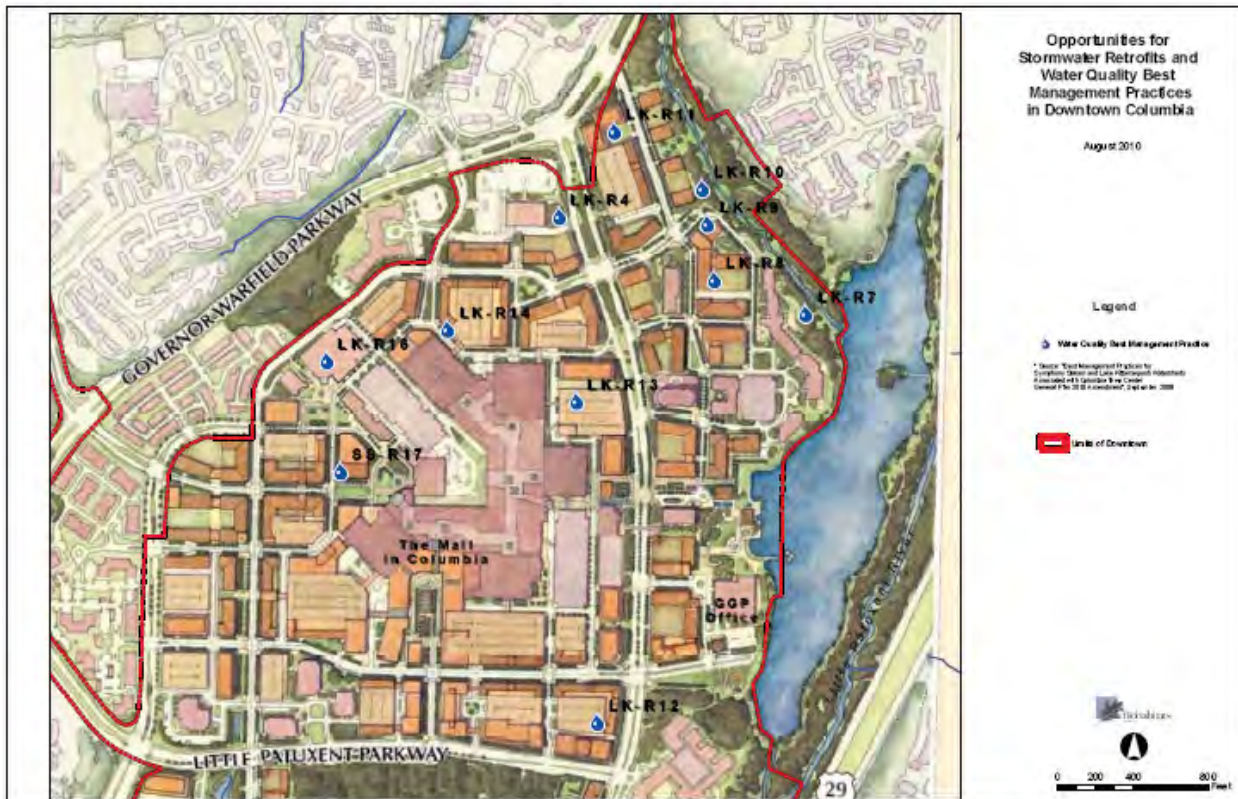 Opportunities for
Stormwater Retrofits and
Water Quality Best
Management Practices
in Downtown Columbia
August 2010
LK-R11
LK-R10
LK-R4
LK-R9
LK-R8
LK-R7
GOVERNOR WARFIELD PARKWAY
LK-R14
LK-R16
LK-R13
SS-R17
The Mall
in Columbia
GGP
Office
LK-R12
LITTLE PATUXENT PARKWAY
29
Legend
Water Quality Best Management Practice
Limits of Downtown
0 200 400 800
Feet